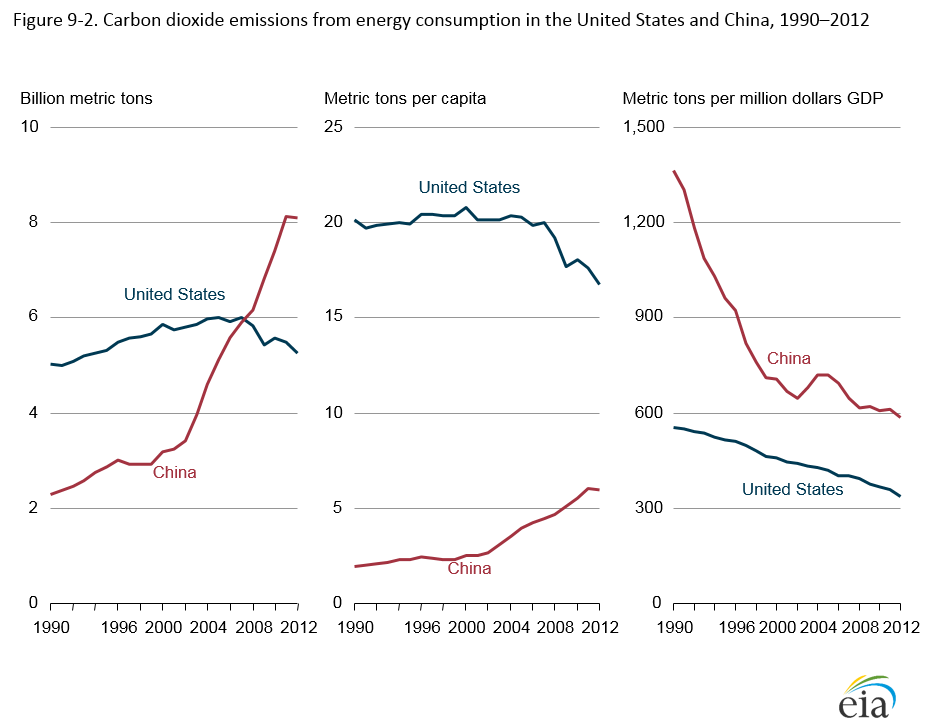 Figure 9-2. Carbon dioxide emissions from energy consumption in the United States and China, 1990–2012
Billion metric tons
10
8
6
4
2
0
United States
China
1990 1996 2000 2004 2008 2012
Metric tons per capita
25
20
15
10
5
0
United States
China
1990 1996 2000 2004 2008 2012
Metric tons per million dollars GDP
1,500
1,200
900
600
300
0
China
United States
1990 1996 2000 2004 2008 2012
eia